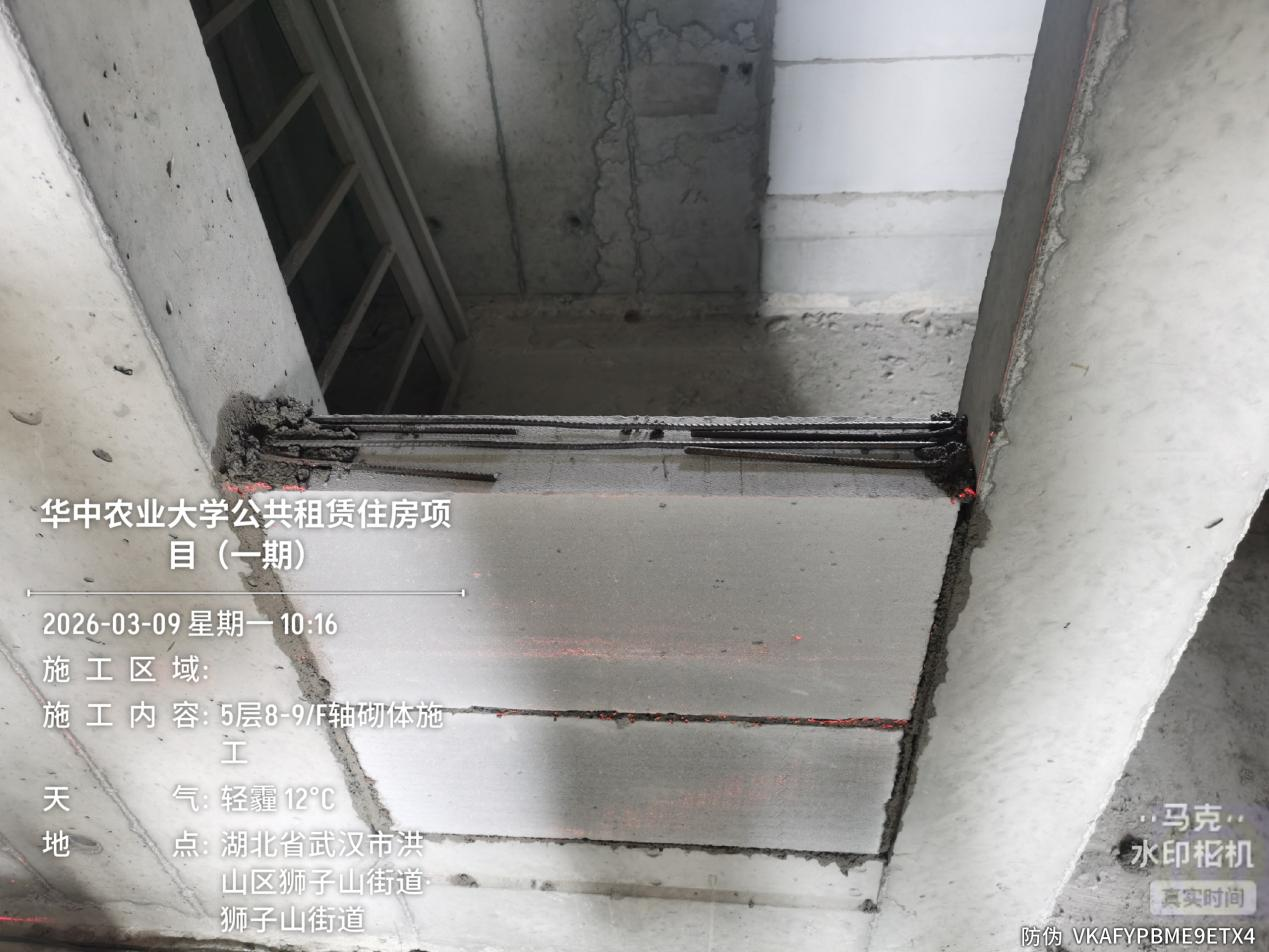 华中农业大学公共租赁住房项
目（一期）
2026-03-09 星期一 10:16
施工区域:
施工内容: 5层8-9/F轴砌体施
工
天气: 轻霾 12°C
地点: 湖北省武汉市洪
山区狮子山街道·
狮子山街道
马克
水印相机
真实时间
防伪 VKAFYPBME9ETX4